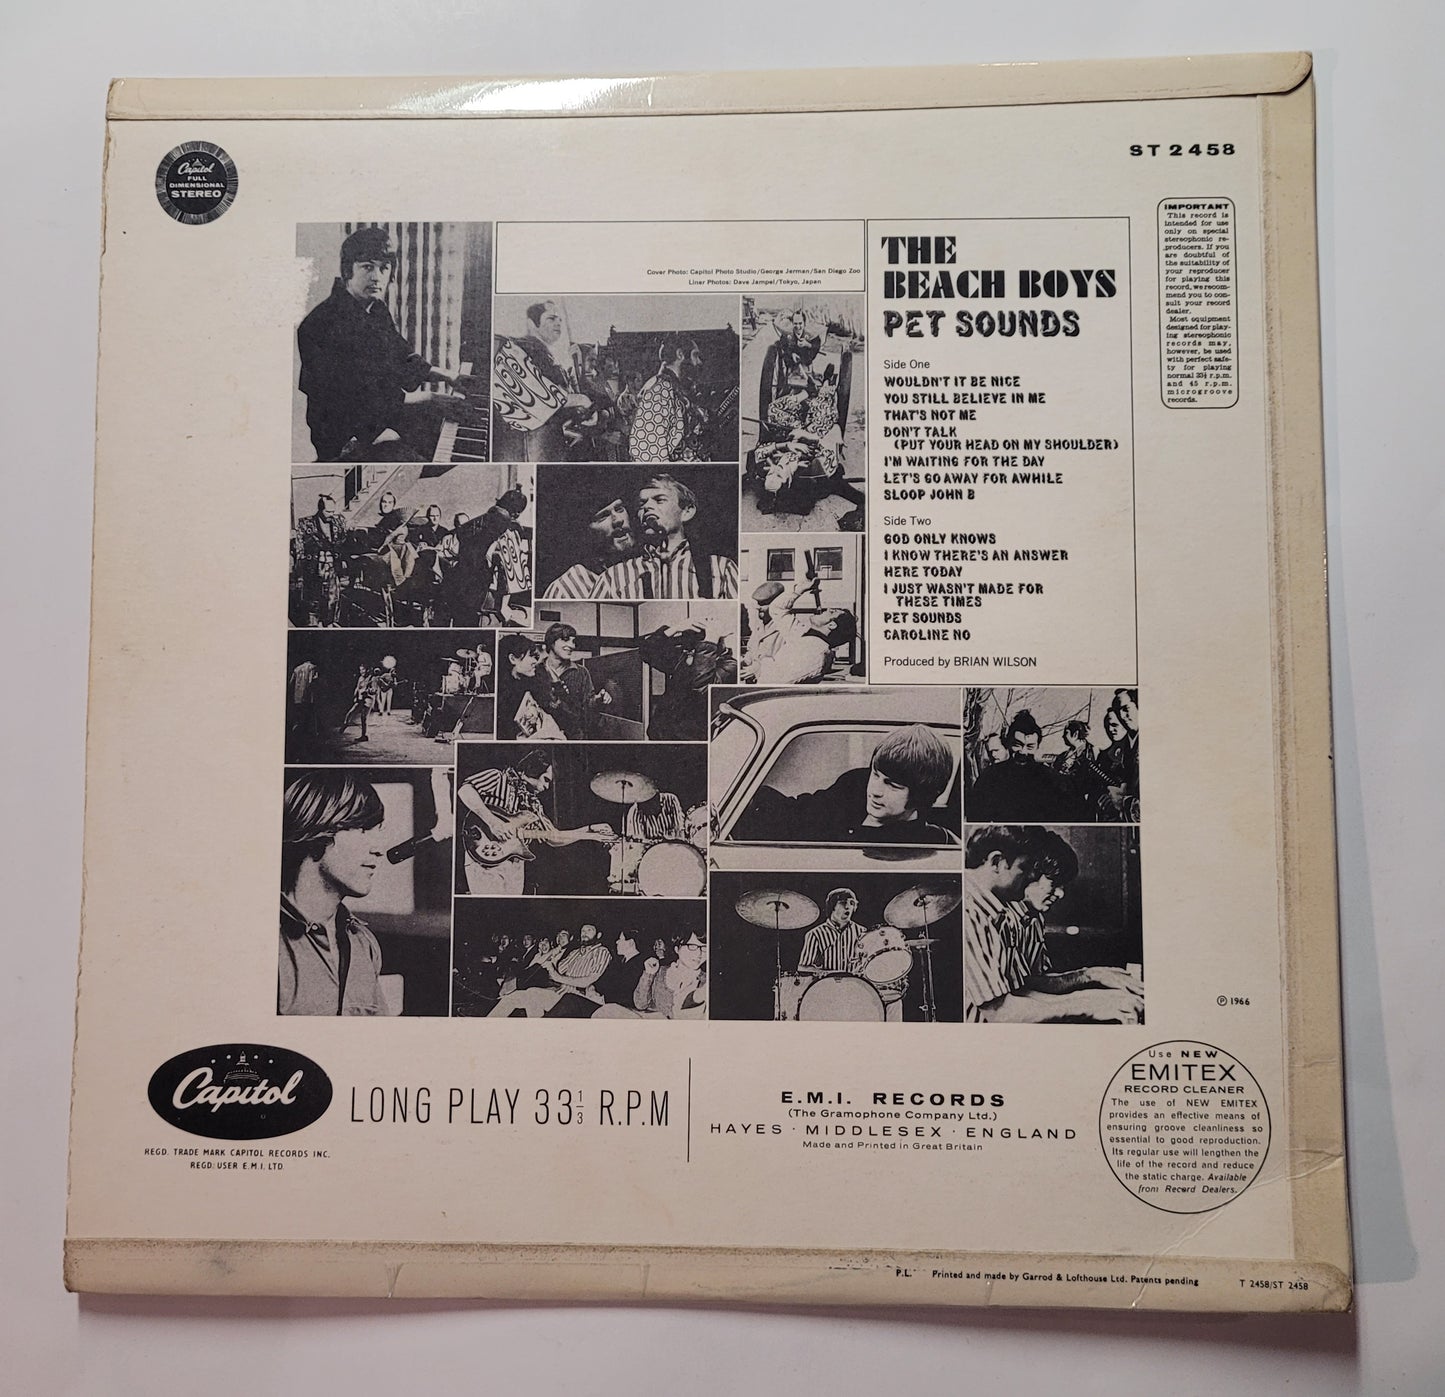 Capitol
FULL
DIMENSIONAL
STEREO
ST 2458
IMPORTANT
This record is
intended for use
only on special
stereophonic re-
producers. If you
are doubtful of
the suitability of
your reproducer
for playing this
record, we recom-
mend you to con-
sult your record
dealer.
Most equipment
designed for play-
ing stereophonic
records may,
however, be used
with perfect safe-
ty for playing
normal 33⅓ r.p.m.
and 45 r.p.m.
microgroove
records.
Cover Photo: Capitol Photo Studio/George Jerman/San Diego Zoo
Liner Photos: Dave Jampel/Tokyo, Japan
THE
BEACH BOYS
PET SOUNDS
Side One
WOULDN'T IT BE NICE
YOU STILL BELIEVE IN ME
THAT'S NOT ME
DON'T TALK
(PUT YOUR HEAD ON MY SHOULDER)
I'M WAITING FOR THE DAY
LET'S GO AWAY FOR AWHILE
SLOOP JOHN B
Side Two
GOD ONLY KNOWS
I KNOW THERE'S AN ANSWER
HERE TODAY
I JUST WASN'T MADE FOR
THESE TIMES
PET SOUNDS
CAROLINE NO
Produced by BRIAN WILSON
℗ 1966
Capitol
REGD. TRADE MARK CAPITOL RECORDS INC.
REGD. USER E.M.I. LTD.
LONG PLAY 33⅓ R.P.M
E.M.I. RECORDS
(The Gramophone Company Ltd.)
HAYES · MIDDLESEX · ENGLAND
Made and Printed in Great Britain
Use NEW
EMITEX
RECORD CLEANER
The use of NEW EMITEX
provides an effective means of
ensuring groove cleanliness so
essential to good reproduction.
Its regular use will lengthen the
life of the record and reduce
the static charge. Available
from Record Dealers.
P.L. Printed and made by Garrod & Lofthouse Ltd. Patents pending
T 2458/ST 2458